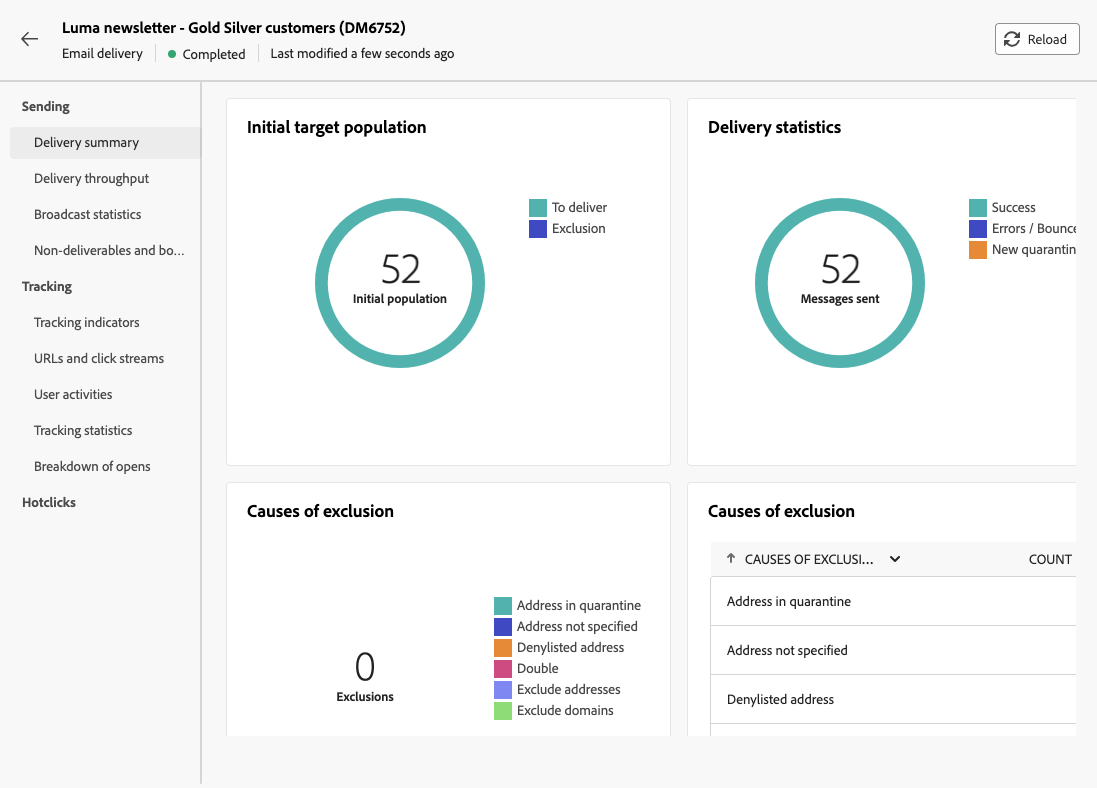 Luma newsletter - Gold Silver customers (DM6752)
Email delivery
Completed
Last modified a few seconds ago
Reload
Sending
Delivery summary
Delivery throughput
Broadcast statistics
Non-deliverables and bo...
Tracking
Tracking indicators
URLs and click streams
User activities
Tracking statistics
Breakdown of opens
Hotclicks
Initial target population
52
Initial population
To deliver
Exclusion
Delivery statistics
52
Messages sent
Success
Errors / Bounce
New quarantin
Causes of exclusion
0
Exclusions
Address in quarantine
Address not specified
Denylisted address
Double
Exclude addresses
Exclude domains
Causes of exclusion
CAUSES OF EXCLUSI... COUNT
Address in quarantine
Address not specified
Denylisted address